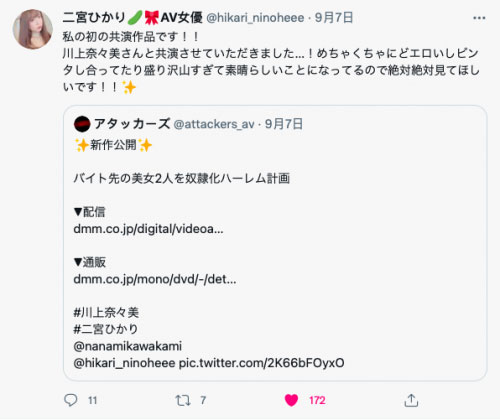 二宮ひかり🥒🎀AV女優 @hikari_ninoheee · 9月7日
私の初の共演作品です！！
川上奈々美さんと共演させていただきました...！めちゃくちゃにどエロいしビン
タし合ってたり盛り沢山すぎて素晴らしいことになってるので絶対絶対見てほし
いです！！✨
アタッカーズ @attackers_av · 9月7日
✨新作公開✨
バイト先の美女2人を奴隷化ハーレム計画
▼配信
dmm.co.jp/digital/videoa...
▼通販
dmm.co.jp/mono/dvd/-/det...
#川上奈々美
#二宮ひかり
@nanamikawakami
@hikari_ninoheee pic.twitter.com/2K66bFOyxO
11 7 172